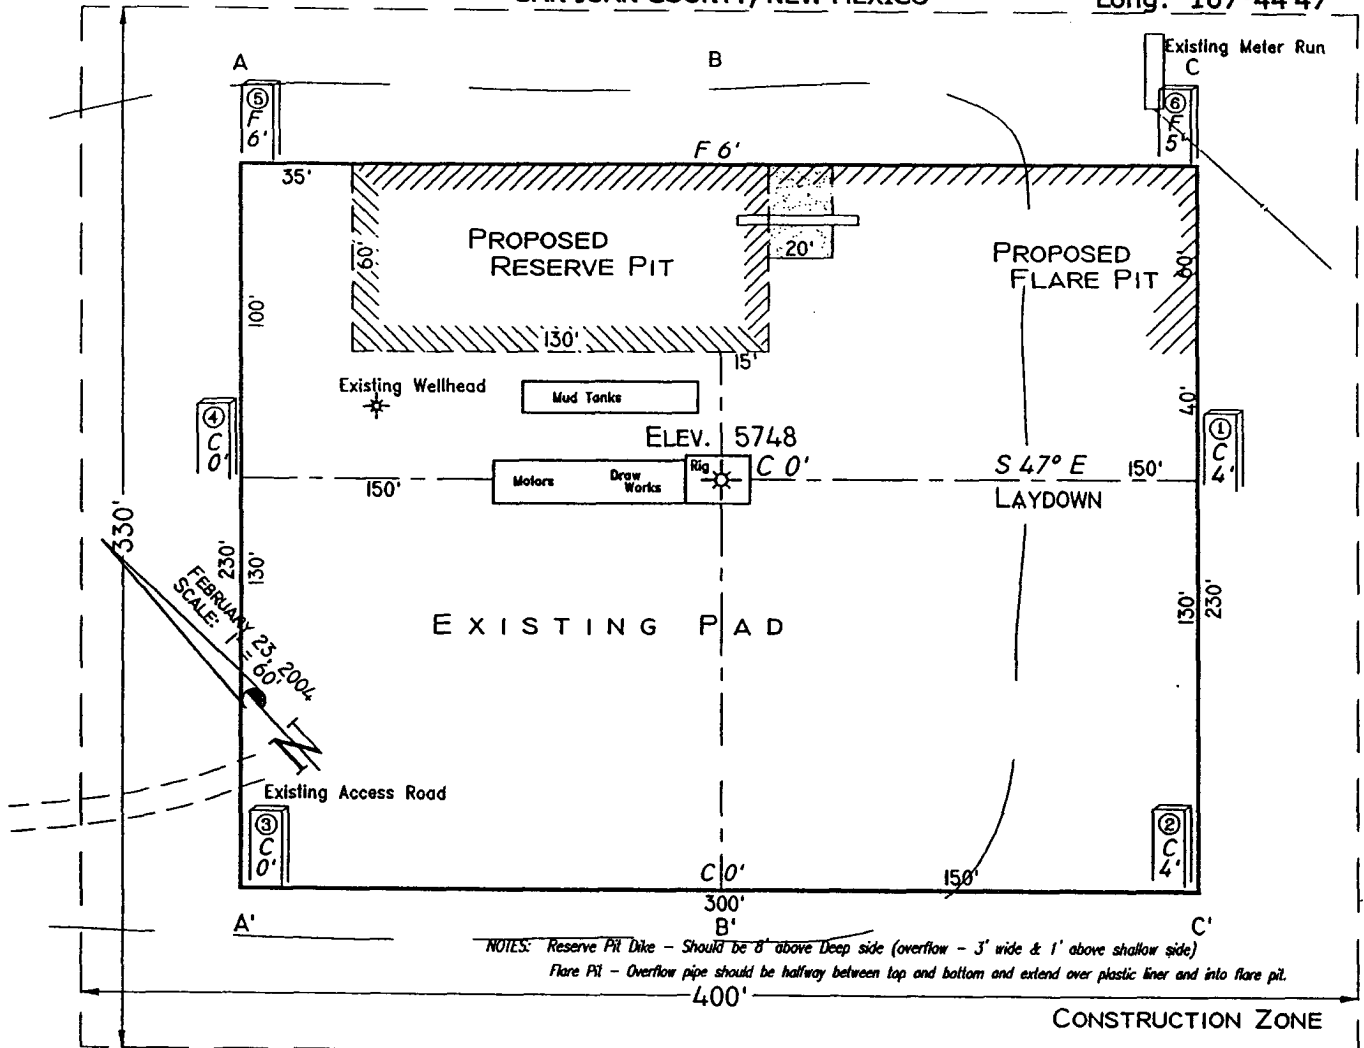 SAN JUAN COUNTY, NEW MEXICO
Long: 107°44'47"
Existing Meter Run
A
B
C
⑤
F
6'
⑥
F
5'
F 6'
35'
PROPOSED
RESERVE PIT
60'
20'
PROPOSED
FLARE PIT
60'
100'
130'
15'
Existing Wellhead
Mud Tanks
40'
④
C
0'
①
C
4'
ELEV. 5748
Rig
C 0'
S 47° E
150'
150'
Motors
Draw
Works
LAYDOWN
330'
230'
130'
130'
230'
FEBRUARY 23, 2004
SCALE: 1" = 60'
EXISTING PAD
N
Existing Access Road
③
C
0'
②
C
4'
C 0'
150'
300'
A'
B'
C'
NOTES: Reserve Pit Dike - Should be 8' above Deep side (overflow - 3' wide & 1' above shallow side)
Flare Pit - Overflow pipe should be halfway between top and bottom and extend over plastic liner and into flare pit.
400'
CONSTRUCTION ZONE